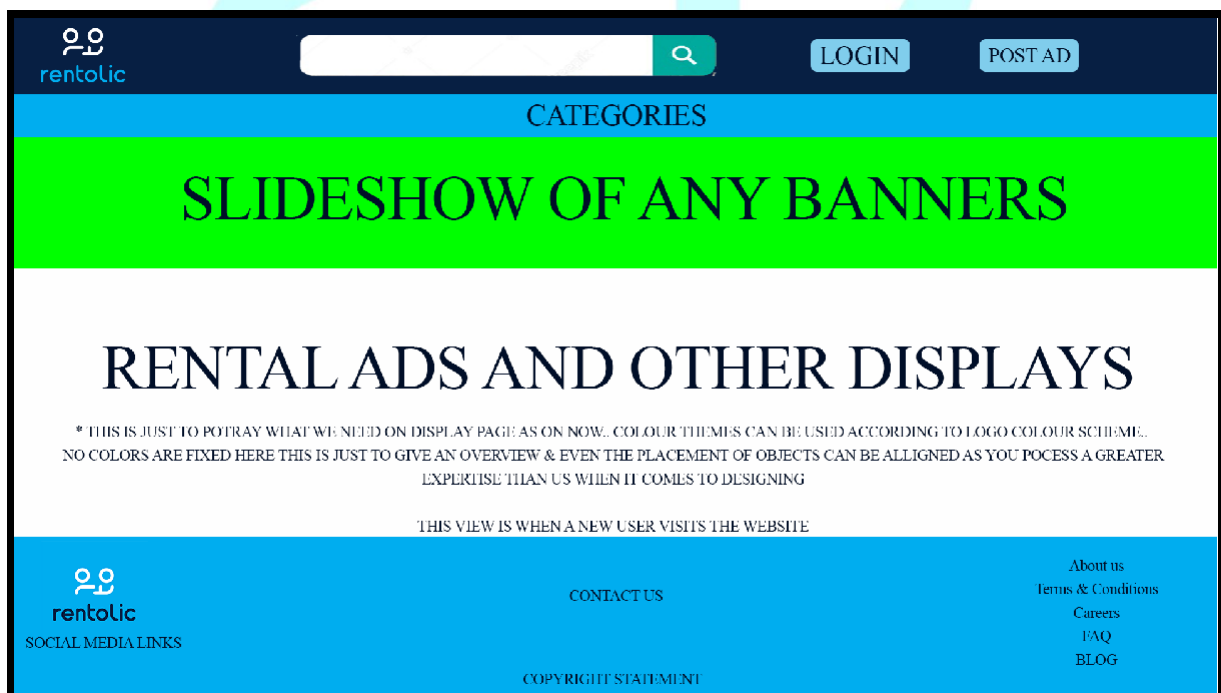 rentolic
LOGIN
POST AD
CATEGORIES
SLIDESHOW OF ANY BANNERS
RENTAL ADS AND OTHER DISPLAYS
* THIS IS JUST TO POTRAY WHAT WE NEED ON DISPLAY PAGE AS ON NOW.. COLOUR THEMES CAN BE USED ACCORDING TO LOGO COLOUR SCHEME..
NO COLORS ARE FIXED HERE THIS IS JUST TO GIVE AN OVERVIEW & EVEN THE PLACEMENT OF OBJECTS CAN BE ALLIGNED AS YOU POCESS A GREATER
EXPERTISE THAN US WHEN IT COMES TO DESIGNING
THIS VIEW IS WHEN A NEW USER VISITS THE WEBSITE
rentolic
SOCIAL MEDIA LINKS
CONTACT US
COPYRIGHT STATEMENT
About us
Terms & Conditions
Careers
FAQ
BLOG